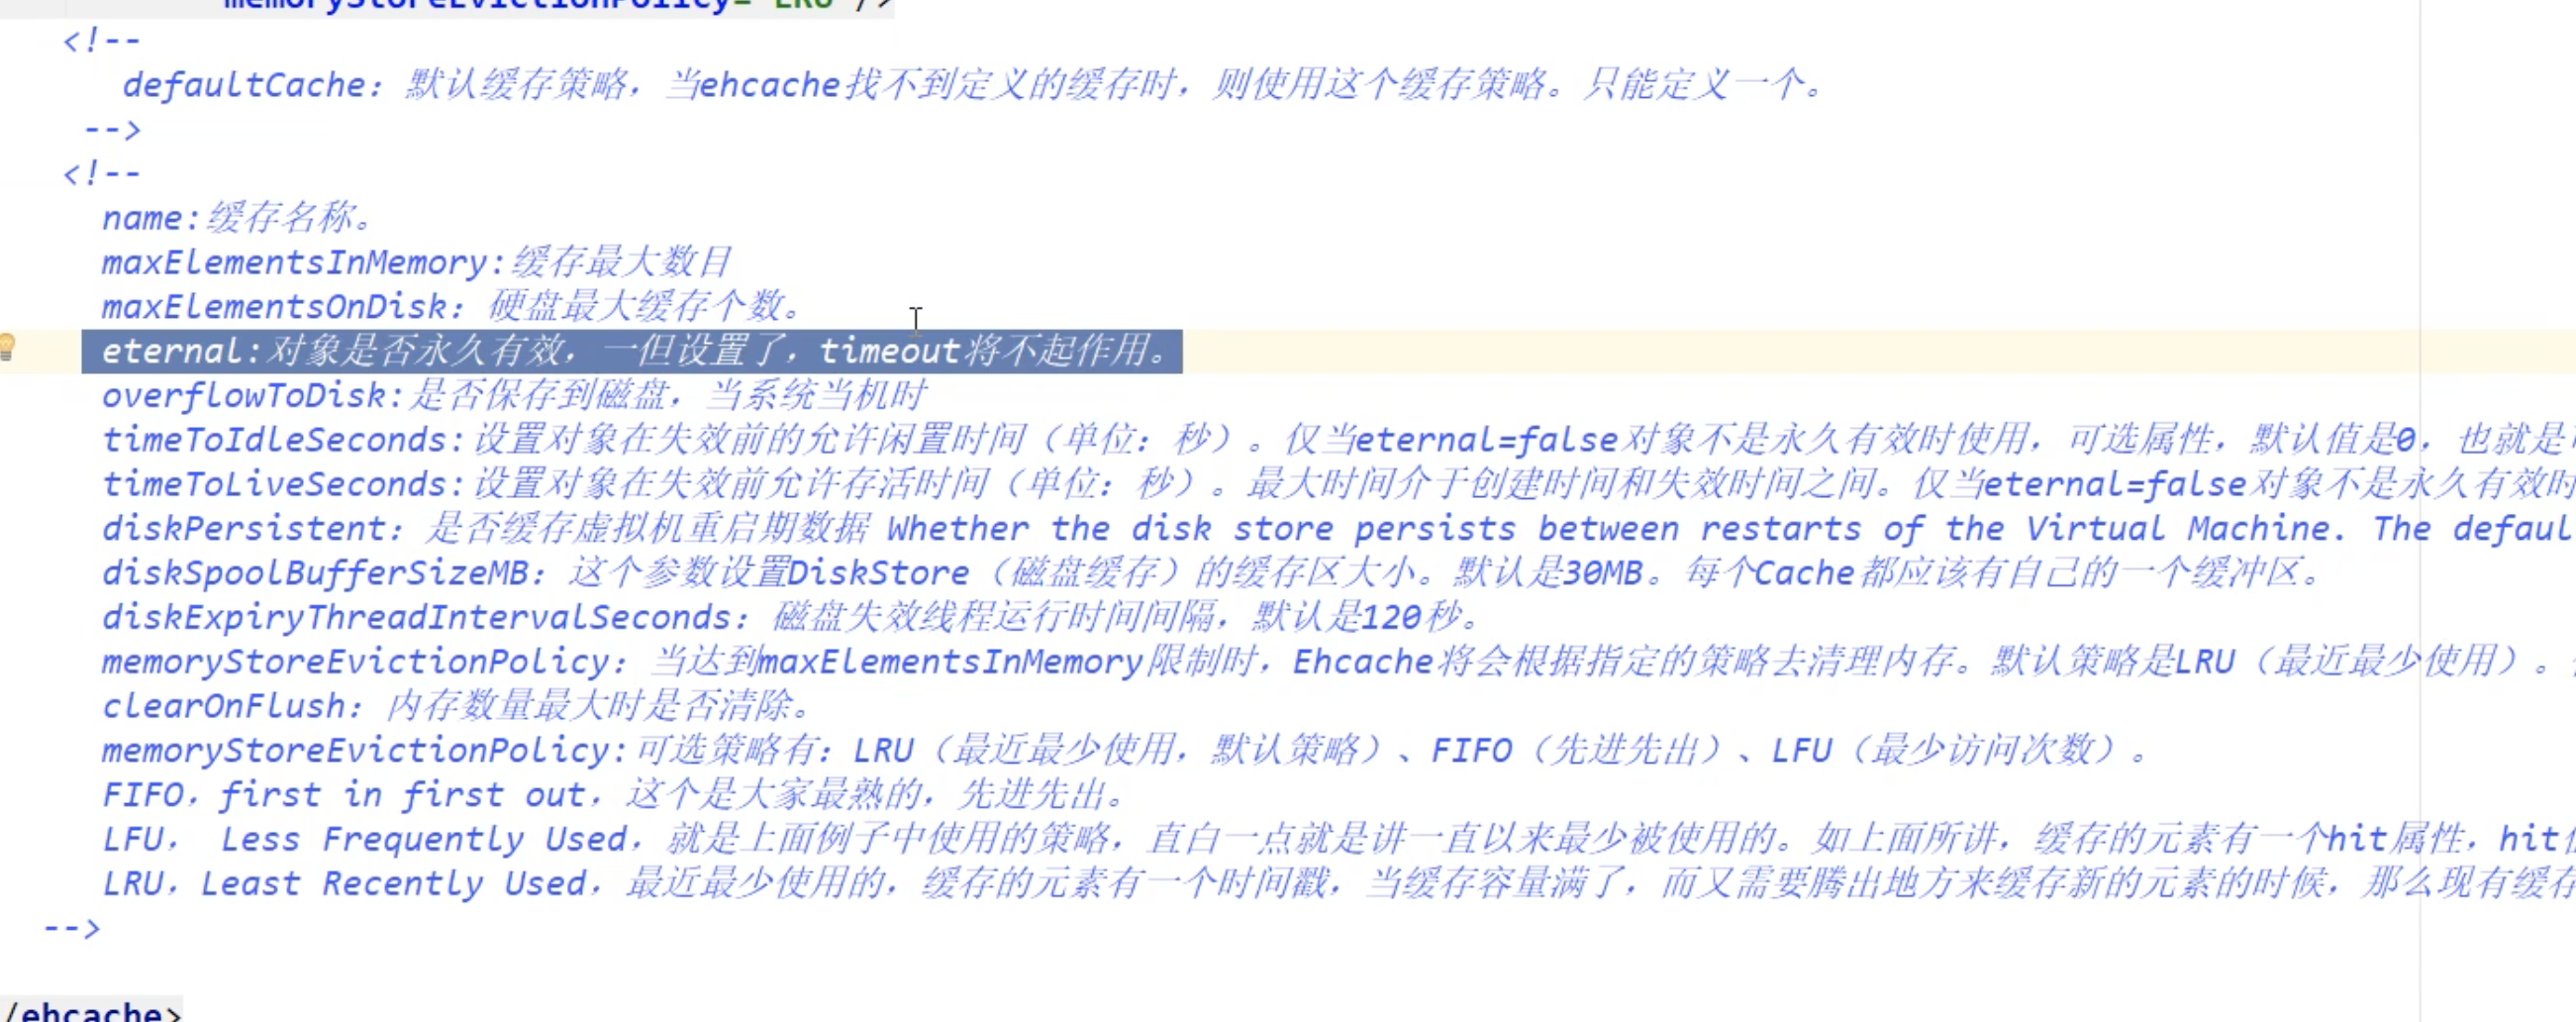 memoryStoreEvictionPolicy="LRU"/>
<!--
defaultCache：默认缓存策略，当ehcache找不到定义的缓存时，则使用这个缓存策略。只能定义一个。
-->
<!--
name:缓存名称。
maxElementsInMemory:缓存最大数目
maxElementsOnDisk：硬盘最大缓存个数。
eternal:对象是否永久有效，一但设置了，timeout将不起作用。
overflowToDisk:是否保存到磁盘，当系统当机时
timeToIdleSeconds:设置对象在失效前的允许闲置时间（单位：秒）。仅当eternal=false对象不是永久有效时使用，可选属性，默认值是0，也就是
timeToLiveSeconds:设置对象在失效前允许存活时间（单位：秒）。最大时间介于创建时间和失效时间之间。仅当eternal=false对象不是永久有效时
diskPersistent：是否缓存虚拟机重启期数据 Whether the disk store persists between restarts of the Virtual Machine. The defaul
diskSpoolBufferSizeMB：这个参数设置DiskStore（磁盘缓存）的缓存区大小。默认是30MB。每个Cache都应该有自己的一个缓冲区。
diskExpiryThreadIntervalSeconds：磁盘失效线程运行时间间隔，默认是120秒。
memoryStoreEvictionPolicy：当达到maxElementsInMemory限制时，Ehcache将会根据指定的策略去清理内存。默认策略是LRU（最近最少使用）。
clearOnFlush：内存数量最大时是否清除。
memoryStoreEvictionPolicy:可选策略有：LRU（最近最少使用，默认策略）、FIFO（先进先出）、LFU（最少访问次数）。
FIFO，first in first out，这个是大家最熟的，先进先出。
LFU， Less Frequently Used，就是上面例子中使用的策略，直白一点就是讲一直以来最少被使用的。如上面所讲，缓存的元素有一个hit属性，hit
LRU，Least Recently Used，最近最少使用的，缓存的元素有一个时间戳，当缓存容量满了，而又需要腾出地方来缓存新的元素的时候，那么现有缓存
-->
/ehcache>